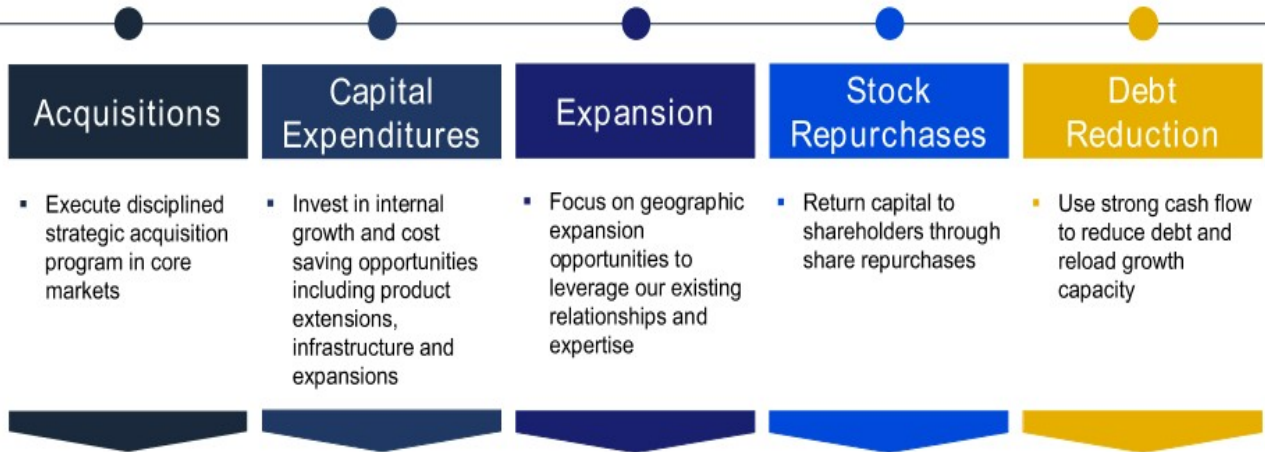 Acquisitions
Capital
Expenditures
Expansion
Stock
Repurchases
Debt
Reduction
▪ Execute disciplined
strategic acquisition
program in core
markets
▪ Invest in internal
growth and cost
saving opportunities
including product
extensions,
infrastructure and
expansions
▪ Focus on geographic
expansion
opportunities to
leverage our existing
relationships and
expertise
▪ Return capital to
shareholders through
share repurchases
▪ Use strong cash flow
to reduce debt and
reload growth
capacity